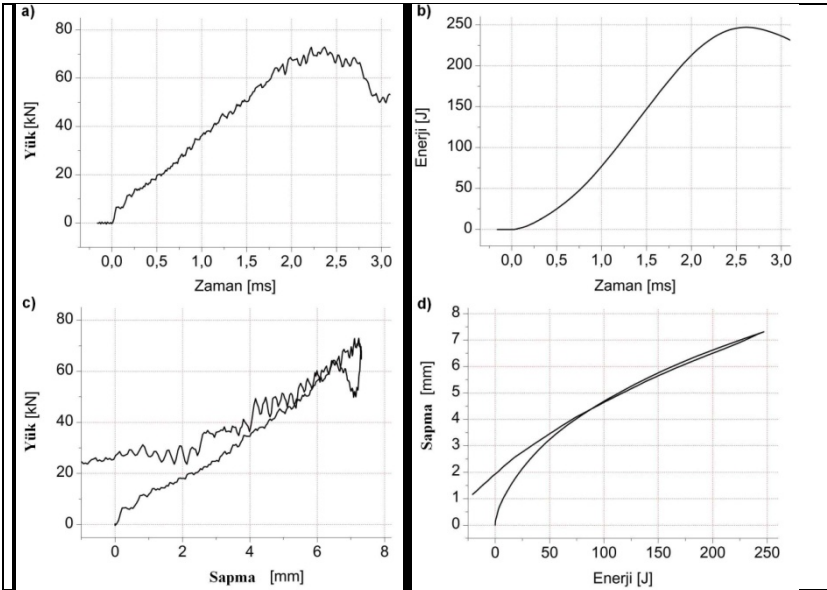 a)
80
60
40
20
0
Yük [kN]
0,0 0,5 1,0 1,5 2,0 2,5 3,0
Zaman [ms]
b)
250
200
150
100
50
0
Enerji [J]
0,0 0,5 1,0 1,5 2,0 2,5 3,0
Zaman [ms]
c)
80
60
40
20
0
Yük [kN]
0 2 4 6 8
Sapma [mm]
d)
8
7
6
5
4
3
2
1
0
Sapma [mm]
0 50 100 150 200 250
Enerji [J]